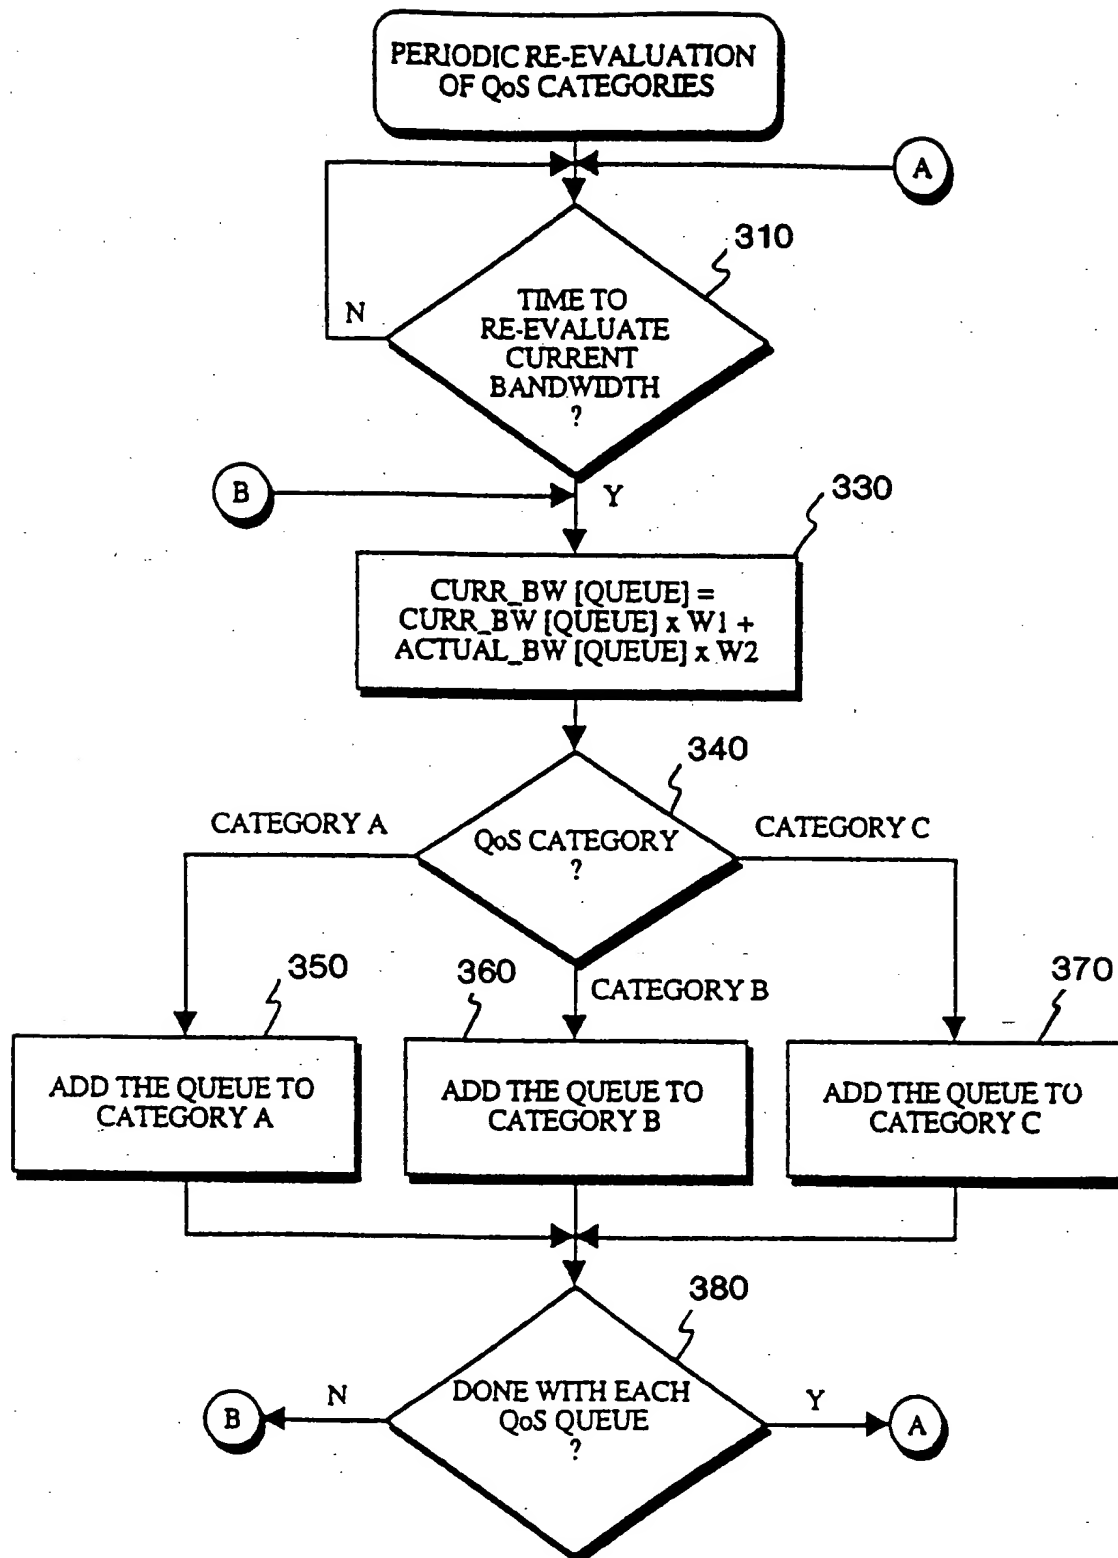 PERIODIC RE-EVALUATION
OF QoS CATEGORIES
A
310
TIME TO
RE-EVALUATE
CURRENT
BANDWIDTH
?
N
B
Y
330
CURR_BW [QUEUE] =
CURR_BW [QUEUE] x W1 +
ACTUAL_BW [QUEUE] x W2
340
CATEGORY A
QoS CATEGORY
?
CATEGORY C
350
360
CATEGORY B
370
ADD THE QUEUE TO
CATEGORY A
ADD THE QUEUE TO
CATEGORY B
ADD THE QUEUE TO
CATEGORY C
380
B
N
DONE WITH EACH
QoS QUEUE
?
Y
A